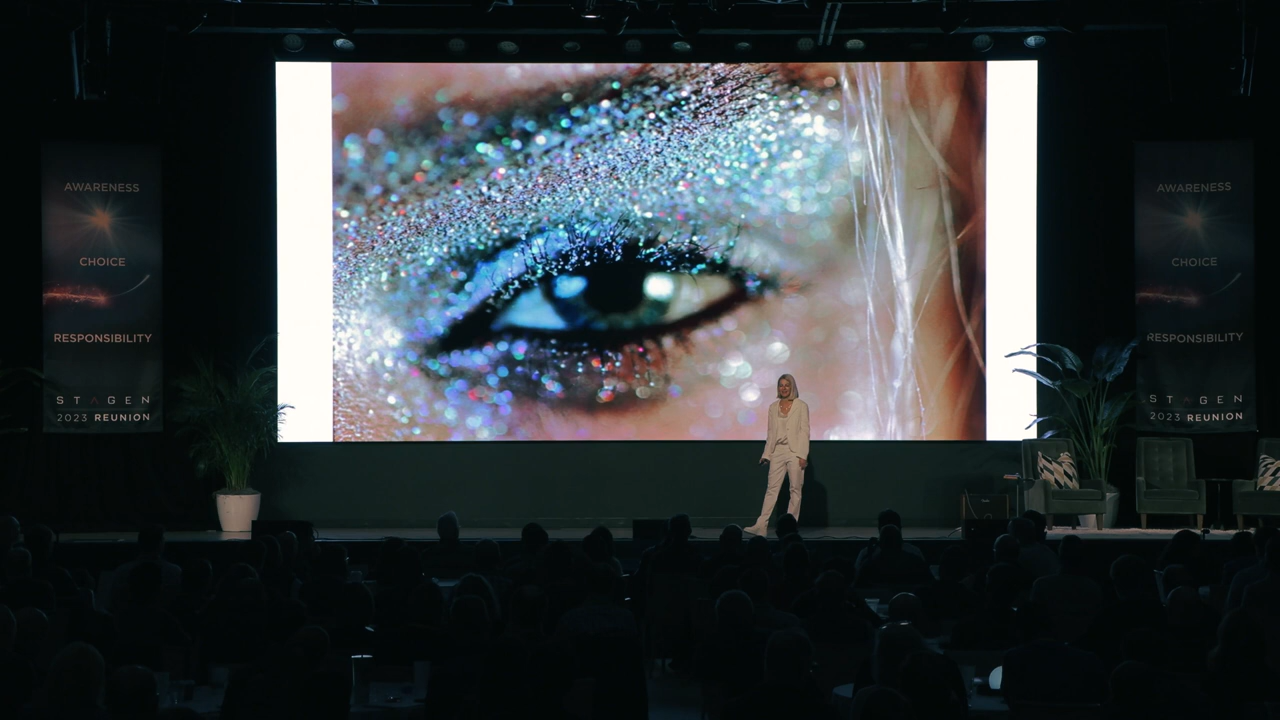 AWARENESS
CHOICE
RESPONSIBILITY
STAGEN
2023 REUNION
AWARENESS
CHOICE
RESPONSIBILITY
STAGEN
2023 REUNION